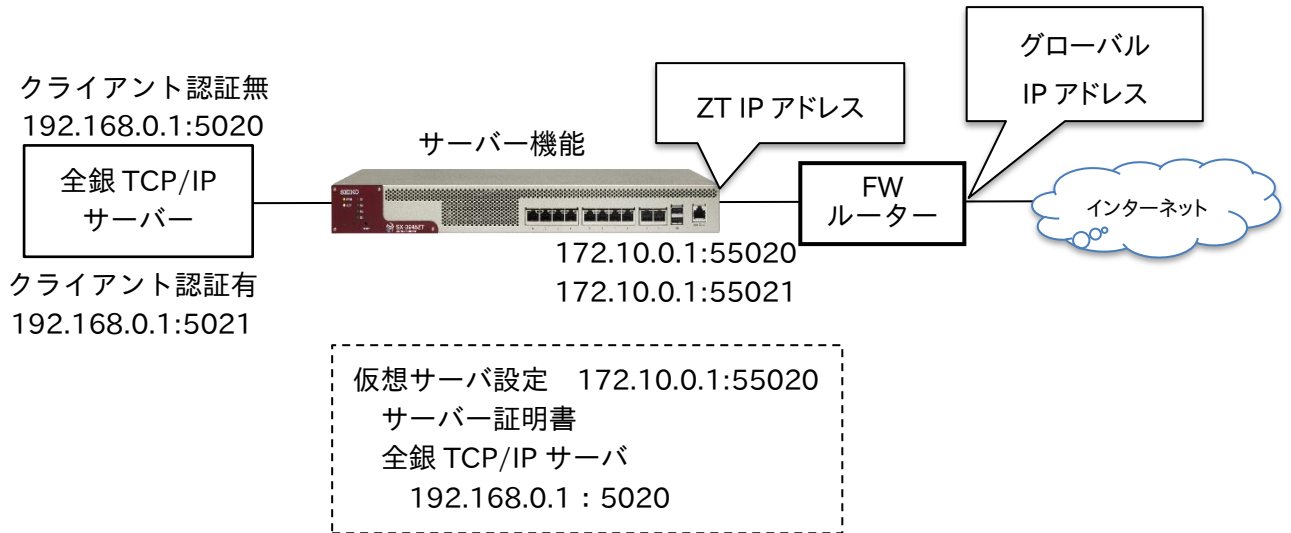 グローバル
IP アドレス
ZT IP アドレス
クライアント認証無
192.168.0.1:5020
サーバー機能
全銀 TCP/IP
サーバー
SEIKO
SX-3945ZT
FW
ルーター
インターネット
172.10.0.1:55020
172.10.0.1:55021
クライアント認証有
192.168.0.1:5021
仮想サーバ設定 172.10.0.1:55020
サーバー証明書
全銀 TCP/IP サーバ
192.168.0.1:5020